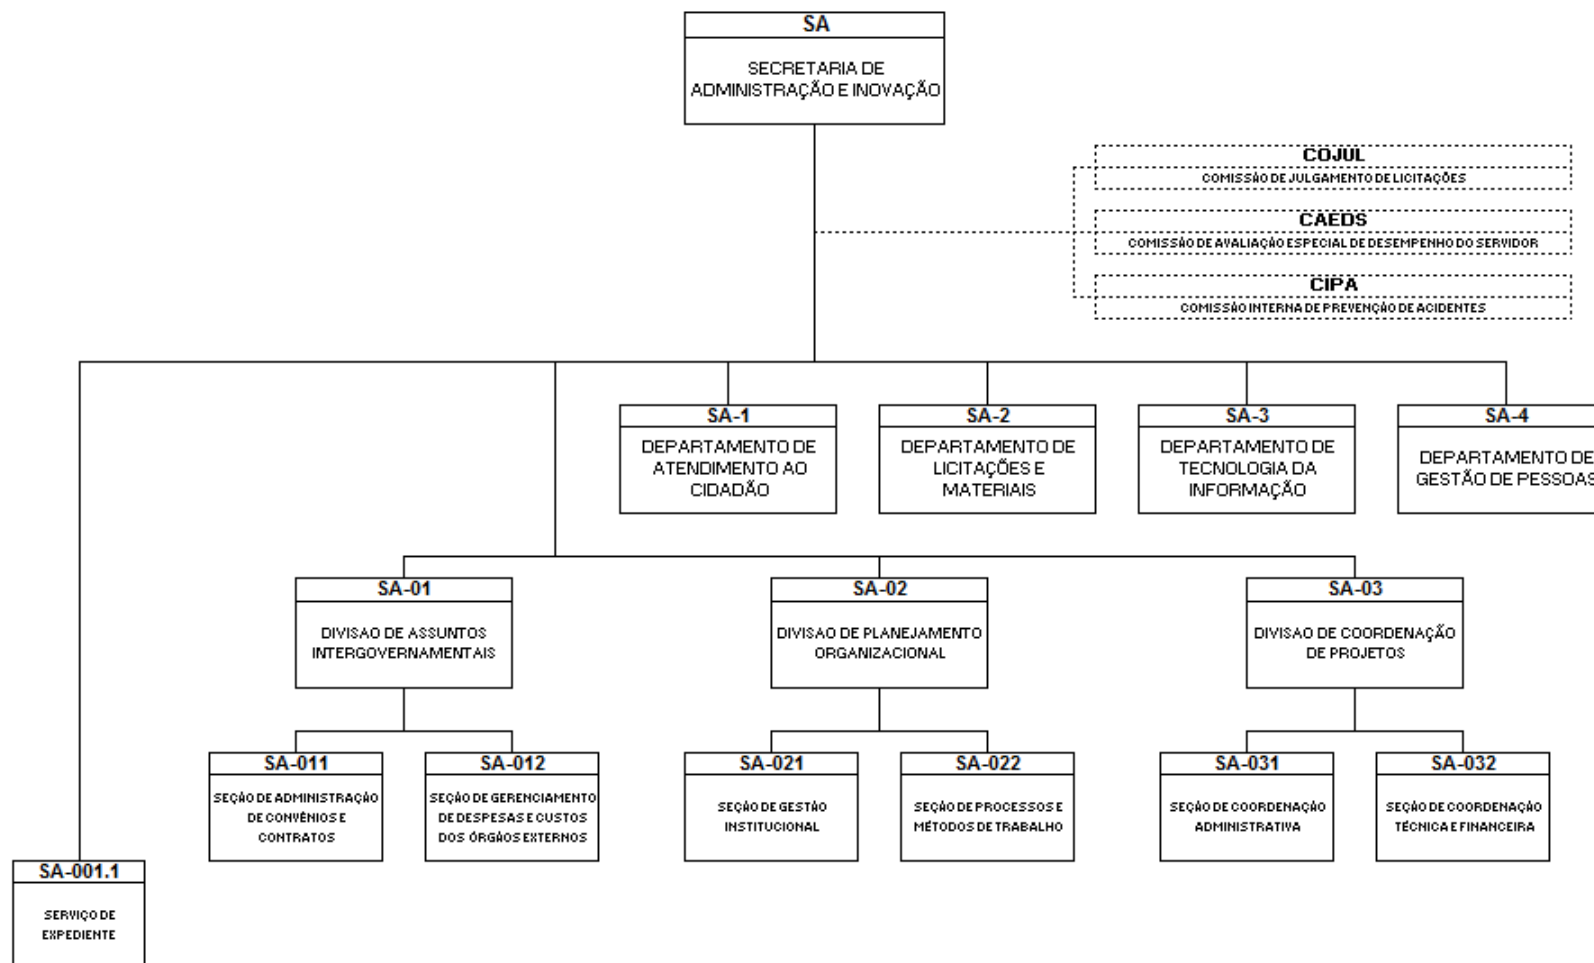 SA
SECRETARIA DE
ADMINISTRAÇÃO E INOVAÇÃO
COJUL
COMISSÃO DE JULGAMENTO DE LICITAÇÕES
CAEDS
COMISSÃO DE AVALIAÇÃO ESPECIAL DE DESEMPENHO DO SERVIDOR
CIPA
COMISSÃO INTERNA DE PREVENÇÃO DE ACIDENTES
SA-1
DEPARTAMENTO DE
ATENDIMENTO AO
CIDADÃO
SA-2
DEPARTAMENTO DE
LICITAÇÕES E
MATERIAIS
SA-3
DEPARTAMENTO DE
TECNOLOGIA DA
INFORMAÇÃO
SA-4
DEPARTAMENTO DE
GESTÃO DE PESSOAS
SA-01
DIVISAO DE ASSUNTOS
INTERGOVERNAMENTAIS
SA-02
DIVISAO DE PLANEJAMENTO
ORGANIZACIONAL
SA-03
DIVISAO DE COORDENAÇÃO
DE PROJETOS
SA-011
SEÇÃO DE ADMINISTRAÇÃO
DE CONVÊNIOS E
CONTRATOS
SA-012
SEÇÃO DE GERENCIAMENTO
DE DESPESAS E CUSTOS
DOS ÓRGÃOS EXTERNOS
SA-021
SEÇÃO DE GESTÃO
INSTITUCIONAL
SA-022
SEÇÃO DE PROCESSOS E
MÉTODOS DE TRABALHO
SA-031
SEÇÃO DE COORDENAÇÃO
ADMINISTRATIVA
SA-032
SEÇÃO DE COORDENAÇÃO
TÉCNICA E FINANCEIRA
SA-001.1
SERVIÇO DE
EXPEDIENTE